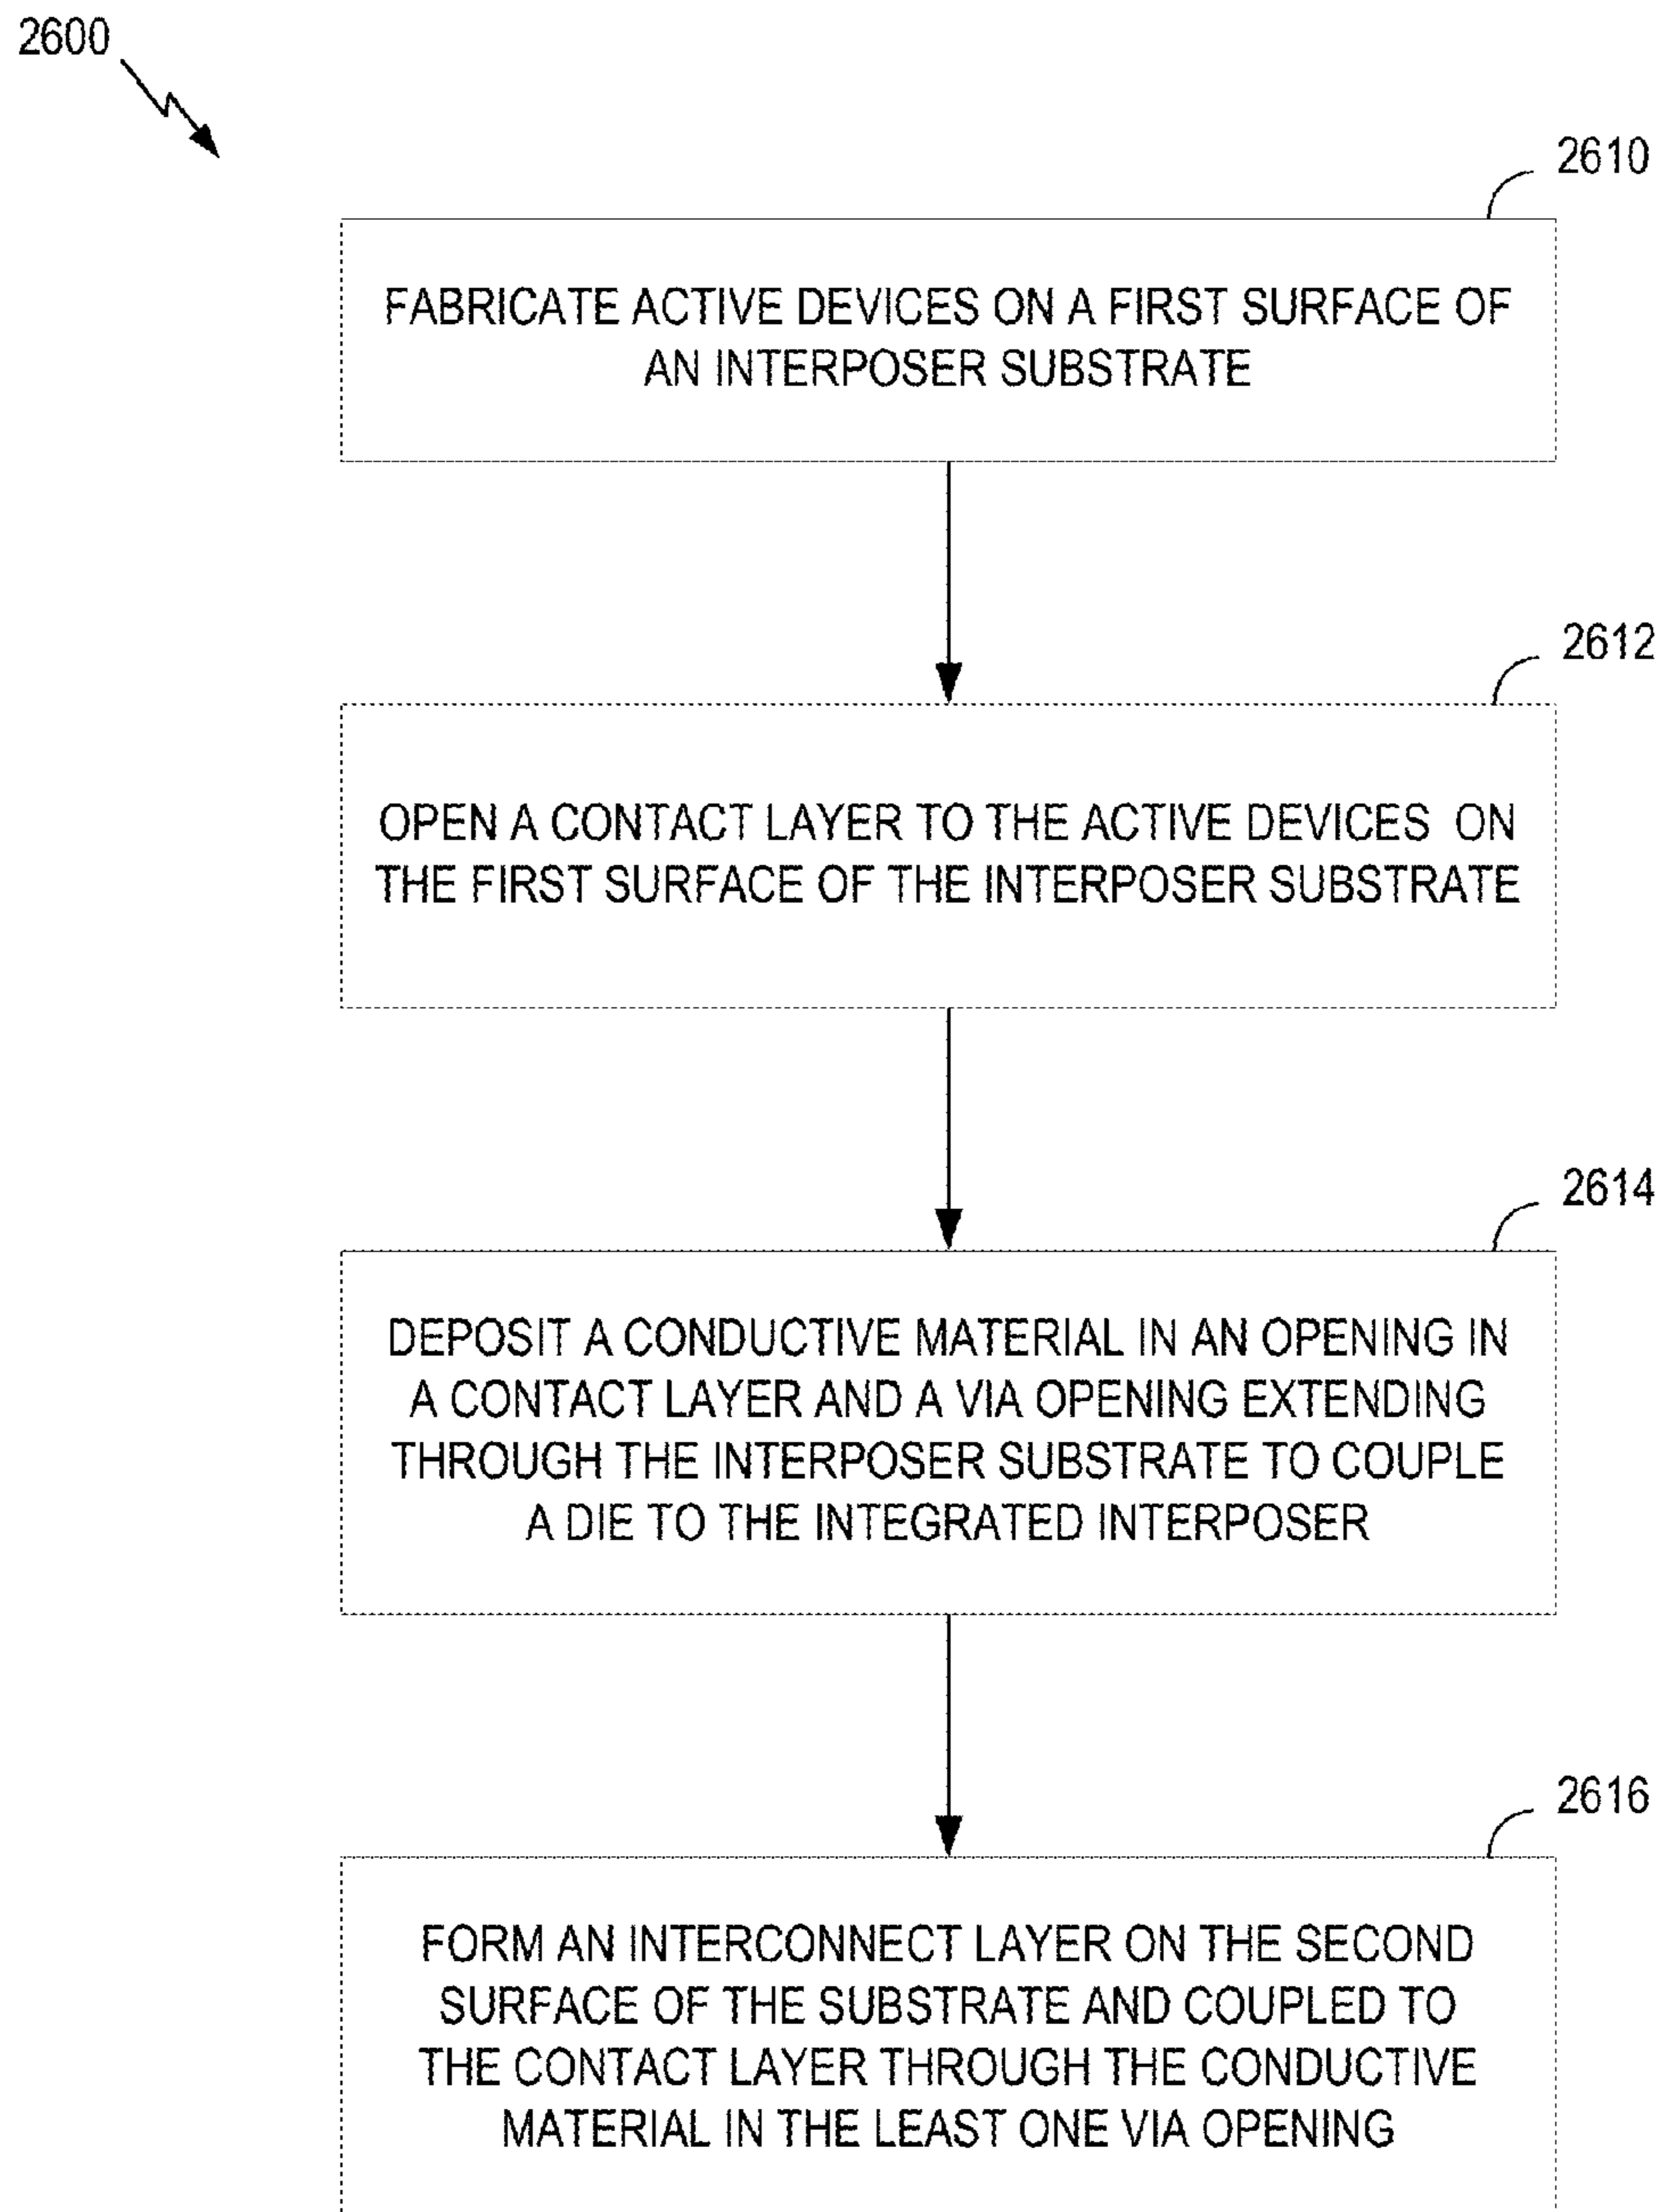 2600
2610
FABRICATE ACTIVE DEVICES ON A FIRST SURFACE OF
AN INTERPOSER SUBSTRATE
2612
OPEN A CONTACT LAYER TO THE ACTIVE DEVICES ON
THE FIRST SURFACE OF THE INTERPOSER SUBSTRATE
2614
DEPOSIT A CONDUCTIVE MATERIAL IN AN OPENING IN
A CONTACT LAYER AND A VIA OPENING EXTENDING
THROUGH THE INTERPOSER SUBSTRATE TO COUPLE
A DIE TO THE INTEGRATED INTERPOSER
2616
FORM AN INTERCONNECT LAYER ON THE SECOND
SURFACE OF THE SUBSTRATE AND COUPLED TO
THE CONTACT LAYER THROUGH THE CONDUCTIVE
MATERIAL IN THE LEAST ONE VIA OPENING